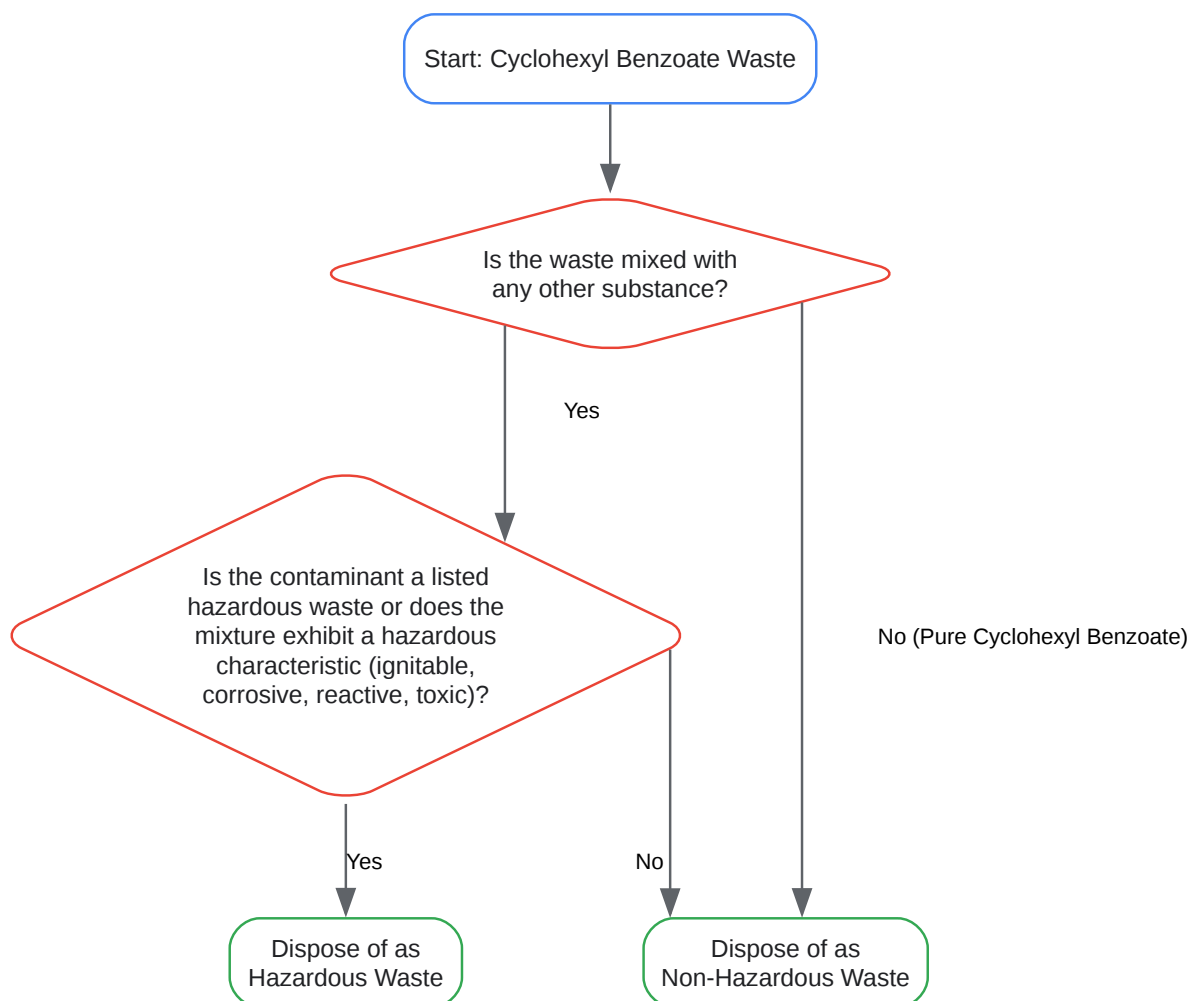 Start: Cyclohexyl Benzoate Waste
Is the waste mixed with
any other substance?
Yes
Is the contaminant a listed
hazardous waste or does the
mixture exhibit a hazardous
characteristic (ignitable,
corrosive, reactive, toxic)?
No (Pure Cyclohexyl Benzoate)
Yes
No
Dispose of as
Hazardous Waste
Dispose of as
Non-Hazardous Waste